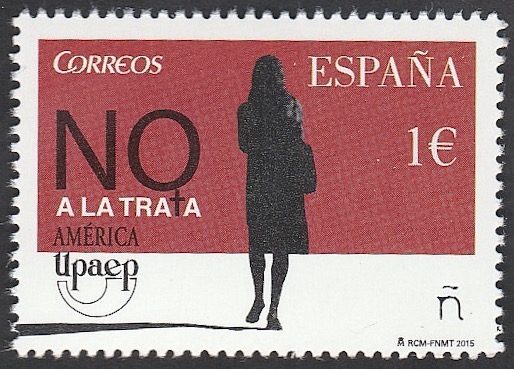 CORREOS
ESPAÑA
NO
1€
A LA TRATA
AMÉRICA
Upaep
ñ
RCM-FNMT 2015